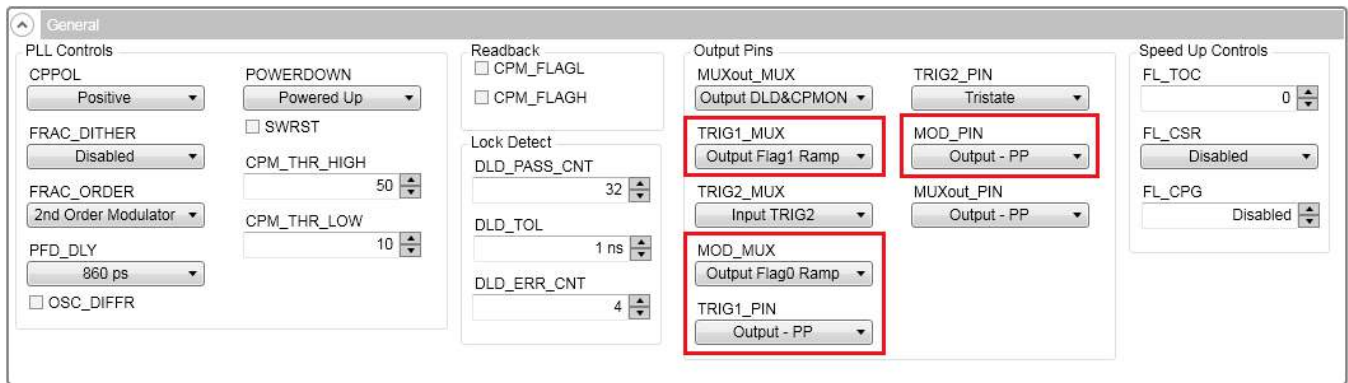 General
PLL Controls
CPPOL
Positive
FRAC_DITHER
Disabled
FRAC_ORDER
2nd Order Modulator
PFD_DLY
860 ps
OSC_DIFFR
POWERDOWN
Powered Up
SWRST
CPM_THR_HIGH
50
CPM_THR_LOW
10
Readback
CPM_FLAGL
CPM_FLAGH
Lock Detect
DLD_PASS_CNT
32
DLD_TOL
1 ns
DLD_ERR_CNT
4
Output Pins
MUXout_MUX
Output DLD&CPMON
TRIG1_MUX
Output Flag1 Ramp
TRIG2_MUX
Input TRIG2
MOD_MUX
Output Flag0 Ramp
TRIG1_PIN
Output - PP
TRIG2_PIN
Tristate
MOD_PIN
Output - PP
MUXout_PIN
Output - PP
Speed Up Controls
FL_TOC
0
FL_CSR
Disabled
FL_CPG
Disabled